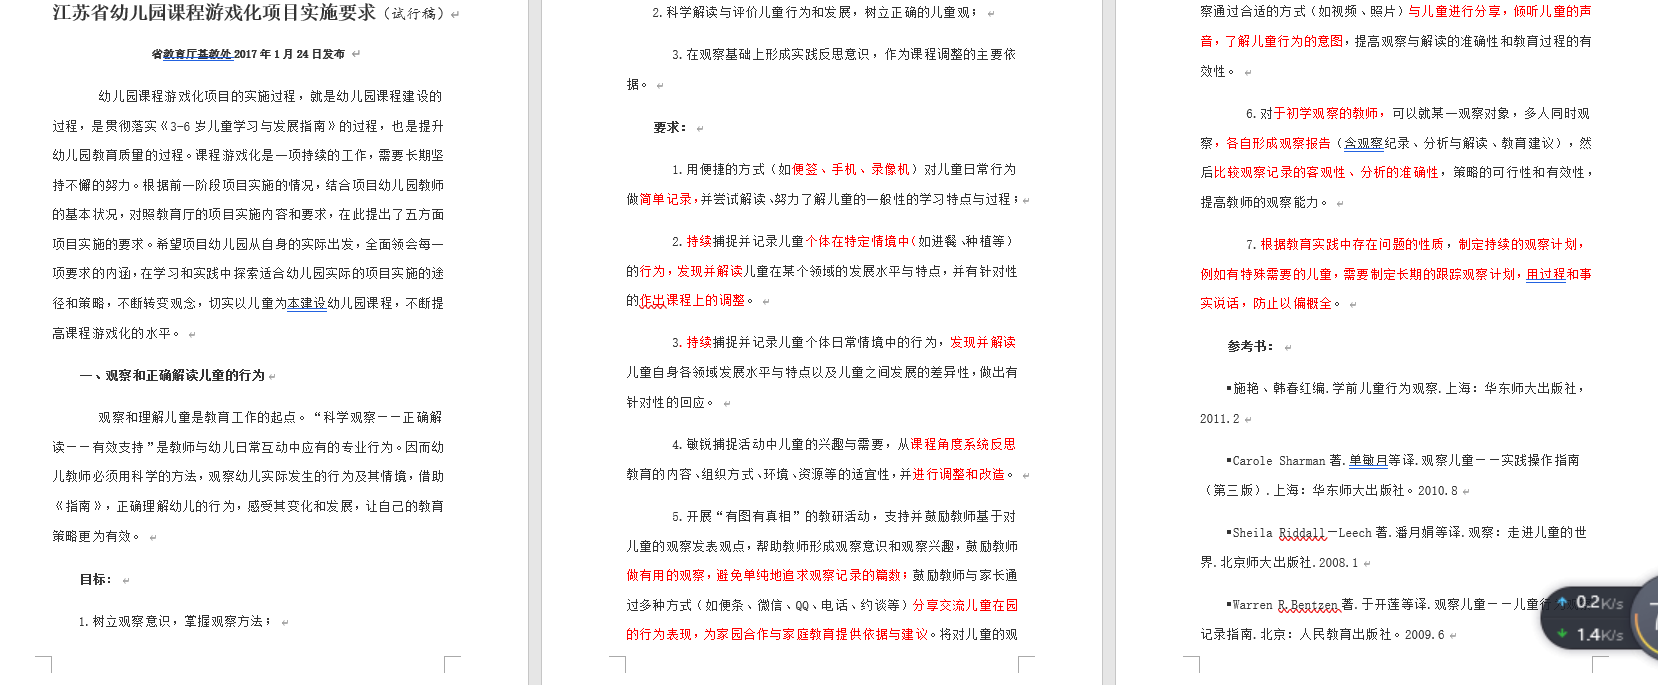 江苏省幼儿园课程游戏化项目实施要求（试行稿）
省教育厅基教处 2017 年 1 月 24 日发布
幼儿园课程游戏化项目的实施过程，就是幼儿园课程建设的
过程，是贯彻落实《3-6 岁儿童学习与发展指南》的过程，也是提升
幼儿园教育质量的过程。课程游戏化是一项持续的工作，需要长期坚
持不懈的努力。根据前一阶段项目实施的情况，结合项目幼儿园教师
的基本状况，对照教育厅的项目实施内容和要求，在此提出了五方面
项目实施的要求。希望项目幼儿园从自身的实际出发，全面领会每一
项要求的内涵，在学习和实践中探索适合幼儿园实际的项目实施的途
径和策略，不断转变观念，切实以儿童为本建设幼儿园课程，不断提
高课程游戏化的水平。
一、观察和正确解读儿童的行为
观察和理解儿童是教育工作的起点。“科学观察——正确解
读——有效支持”是教师与幼儿日常互动中应有的专业行为。因而幼
儿教师必须用科学的方法，观察幼儿实际发生的行为及其情境，借助
《指南》，正确理解幼儿的行为，感受其变化和发展，让自己的教育
策略更为有效。
目标：
1.树立观察意识，掌握观察方法；
2.科学解读与评价儿童行为和发展，树立正确的儿童观；
3.在观察基础上形成实践反思意识，作为课程调整的主要依
据。
要求：
1.用便捷的方式（如便签、手机、录像机）对儿童日常行为
做简单记录，并尝试解读、努力了解儿童的一般性的学习特点与过程；
2.持续捕捉并记录儿童个体在特定情境中（如进餐、种植等）
的行为，发现并解读儿童在某个领域的发展水平与特点，并有针对性
的作出课程上的调整。
3.持续捕捉并记录儿童个体日常情境中的行为，发现并解读
儿童自身各领域发展水平与特点以及儿童之间发展的差异性，做出有
针对性的回应。
4.敏锐捕捉活动中儿童的兴趣与需要，从课程角度系统反思
教育的内容、组织方式、环境、资源等的适宜性，并进行调整和改造。
5.开展“有图有真相”的教研活动，支持并鼓励教师基于对
儿童的观察发表观点，帮助教师形成观察意识和观察兴趣，鼓励教师
做有用的观察，避免单纯地追求观察记录的篇数；鼓励教师与家长通
过多种方式（如便条、微信、QQ、电话、约谈等）分享交流儿童在园
的行为表现，为家园合作与家庭教育提供依据与建议。将对儿童的观
察通过合适的方式（如视频、照片）与儿童进行分享，倾听儿童的声
音，了解儿童行为的意图，提高观察与解读的准确性和教育过程的有
效性。
6.对于初学观察的教师，可以就某一观察对象，多人同时观
察，各自形成观察报告（含观察纪录、分析与解读、教育建议），然
后比较观察记录的客观性、分析的准确性，策略的可行性和有效性，
提高教师的观察能力。
7.根据教育实践中存在问题的性质，制定持续的观察计划，
例如有特殊需要的儿童，需要制定长期的跟踪观察计划，用过程和事
实说话，防止以偏概全。
参考书：
▪施艳、韩春红编.学前儿童行为观察.上海：华东师大出版社，
2011.2
▪Carole Sharman 著.单敏月等译.观察儿童——实践操作指南
（第三版）.上海：华东师大出版社。2010.8
▪Sheila Riddall—Leech 著.潘月娟等译.观察：走进儿童的世
界.北京师大出版社.2008.1
▪Warren R.Bentzen 著.于开莲等译.观察儿童——儿童行
记录指南.北京：人民教育出版社。2009.6
0.2K/s
1.4K/s